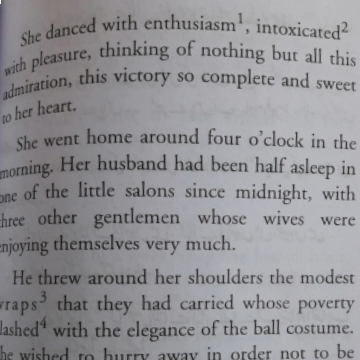 She danced with enthusiasm¹, intoxicated²
with pleasure, thinking of nothing but all this
admiration, this victory so complete and sweet
to her heart.
She went home around four o'clock in the
morning. Her husband had been half asleep in
one of the little salons since midnight, with
three other gentlemen whose wives were
enjoying themselves very much.
He threw around her shoulders the modest
wraps³ that they had carried whose poverty
lashed⁴ with the elegance of the ball costume.
he wished to hurry away in order not to be